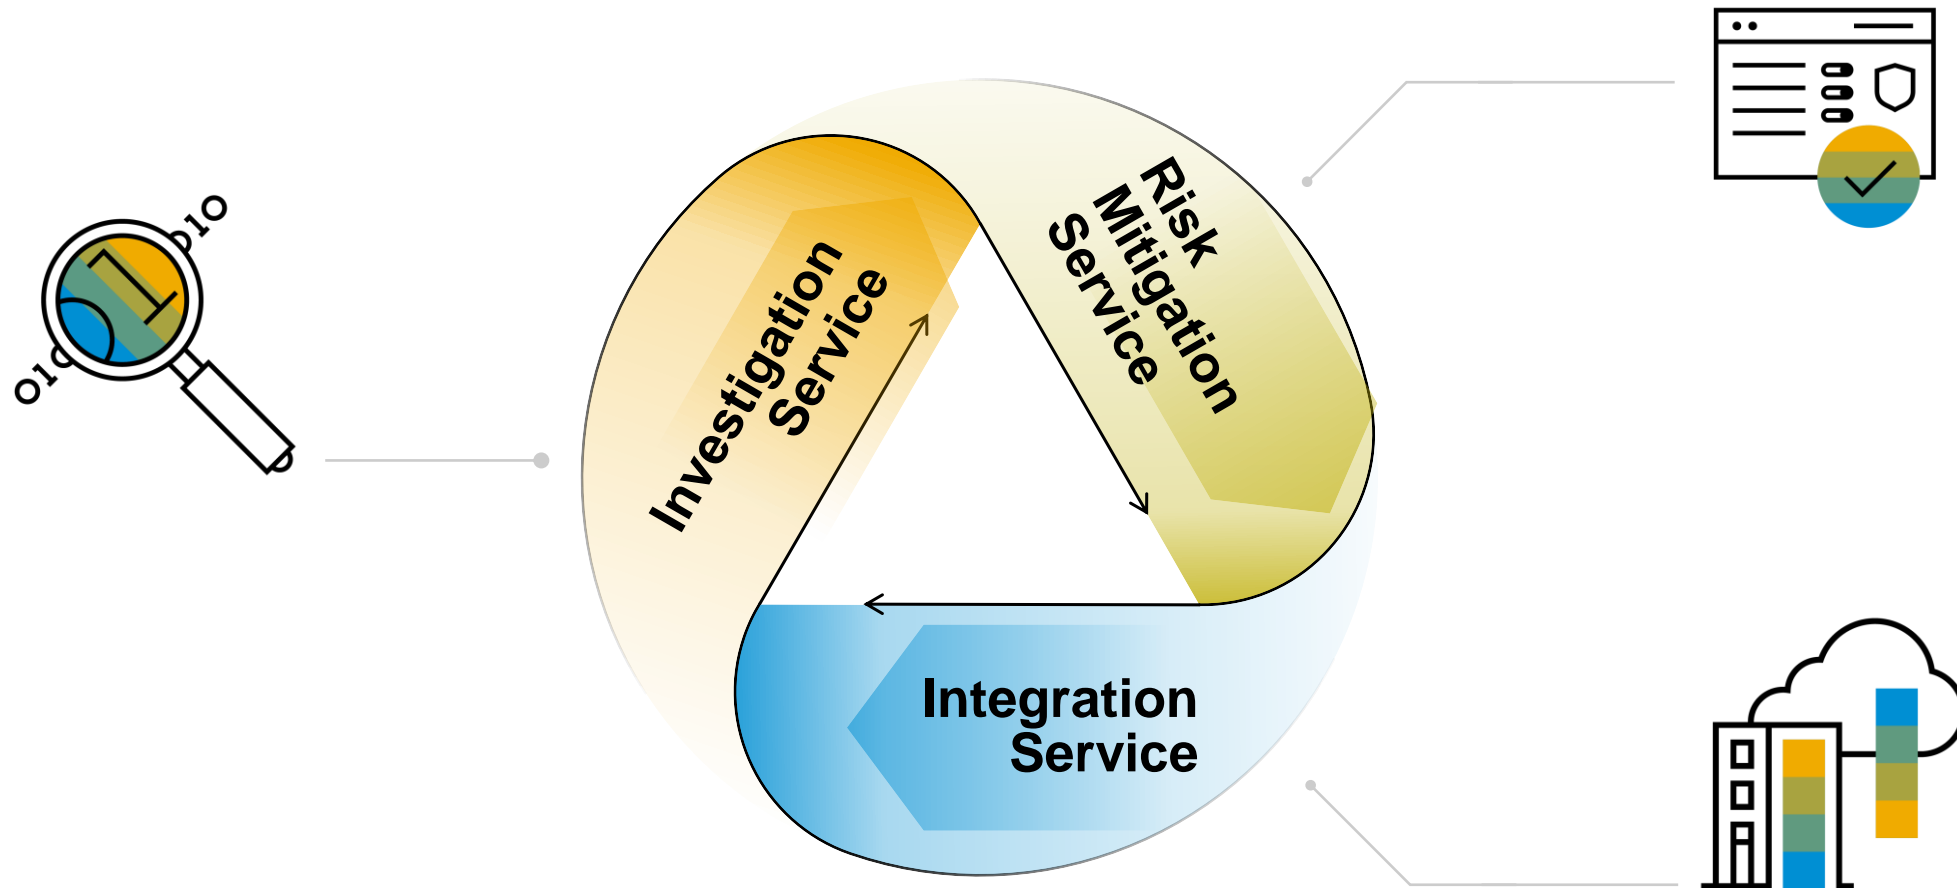 Investigation
Service
Risk
Mitigation
Service
Integration
Service
010
010